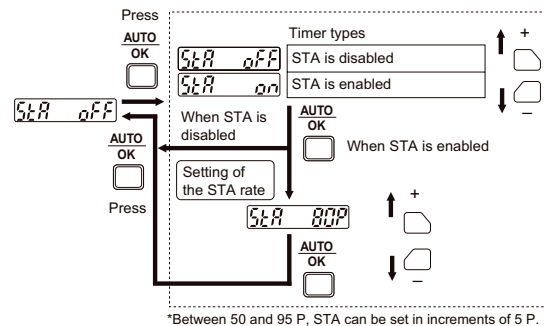 Press
AUTO
OK
Timer types
+
StA oFF
STA is disabled
StA on
STA is enabled
–
StA oFF
When STA is
disabled
AUTO
OK
When STA is enabled
AUTO
OK
Press
Setting of
the STA rate
StA 80P
+
AUTO
OK
–
*Between 50 and 95 P, STA can be set in increments of 5 P.